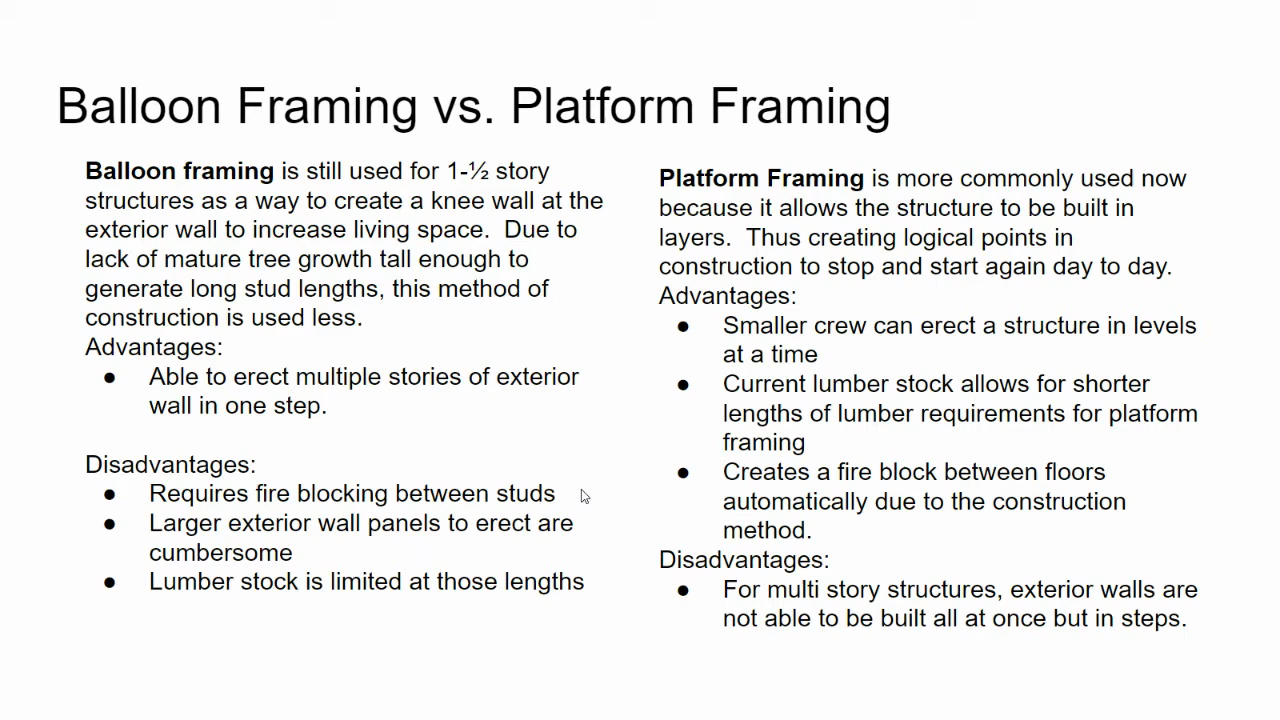 Balloon Framing vs. Platform Framing
Balloon framing is still used for 1-½ story
structures as a way to create a knee wall at the
exterior wall to increase living space.  Due to
lack of mature tree growth tall enough to
generate long stud lengths, this method of
construction is used less.
Advantages:
● Able to erect multiple stories of exterior
wall in one step.
Disadvantages:
● Requires fire blocking between studs
● Larger exterior wall panels to erect are
cumbersome
● Lumber stock is limited at those lengths
Platform Framing is more commonly used now
because it allows the structure to be built in
layers.  Thus creating logical points in
construction to stop and start again day to day.
Advantages:
● Smaller crew can erect a structure in levels
at a time
● Current lumber stock allows for shorter
lengths of lumber requirements for platform
framing
● Creates a fire block between floors
automatically due to the construction
method.
Disadvantages:
● For multi story structures, exterior walls are
not able to be built all at once but in steps.